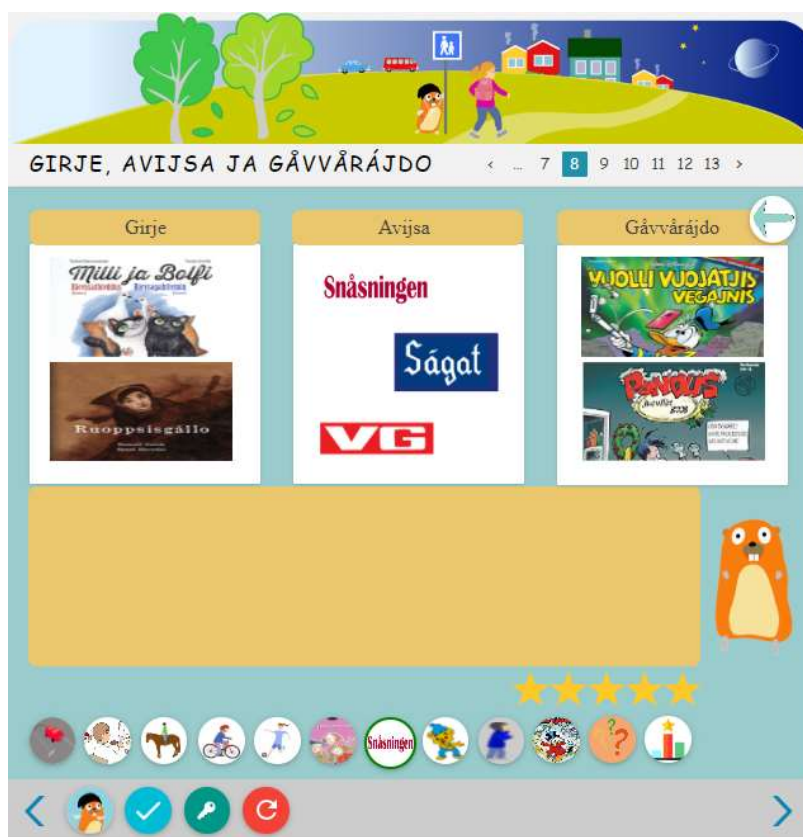 GIRJE, AVIJSA JA GÅVVÅRÁJDO
< ... 7 8 9 10 11 12 13 >
Girje
Avijsa
Gåvvårájdo
Milli ja Bolfi
Ruoppsisgállo
Snåsningen
Ságat
VG
VUOLLI VUOJATJIS
VEGAJNIS
PONDUS
Snåsningen
? ?